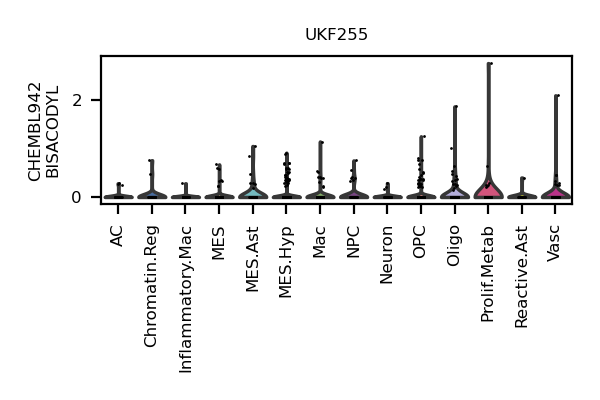 UKF255
CHEMBL942
BISACODYL
2
0
AC
Chromatin.Reg
Inflammatory.Mac
MES
MES.Ast
MES.Hyp
Mac
NPC
Neuron
OPC
Oligo
Prolif.Metab
Reactive.Ast
Vasc